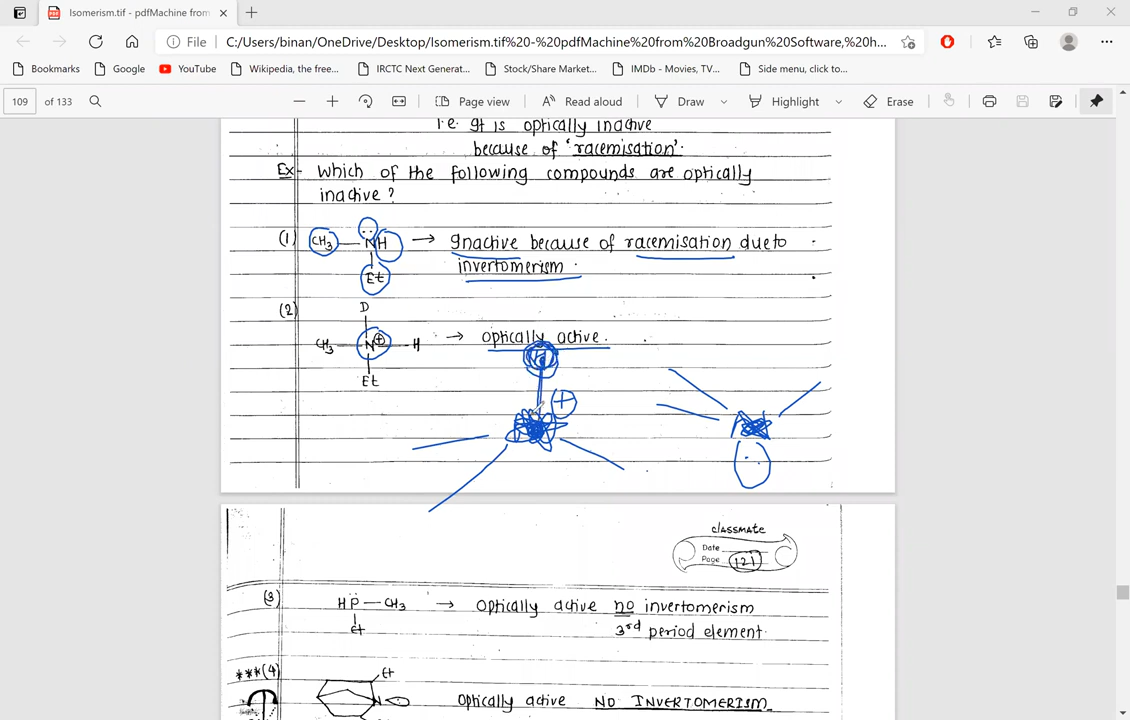 Isomerism.tif - pdfMachine from
File
C:/Users/binan/OneDrive/Desktop/Isomerism.tif%20-%20pdfMachine%20from%20Broadgun%20Software,%20h...
Bookmarks Google YouTube Wikipedia, the free... IRCTC Next Generat... Stock/Share Market... IMDb - Movies, TV... Side menu, click to...
109 of 133 Page view Read aloud Draw Highlight Erase
i.e. It is optically inactive
because of 'racemisation'.
Ex- Which of the following compounds are optically
inactive?
(1) CH3 — NH → Inactive because of racemisation due to
Et invertomerism
(2) D
CH3 — N⊕ — H → optically active.
Et
+
classmate
Date
Page 121
(3) HP — CH3 → optically active no invertomerism
Et 3rd period element.
***(4) Et
N optically active NO INVERTOMERISM